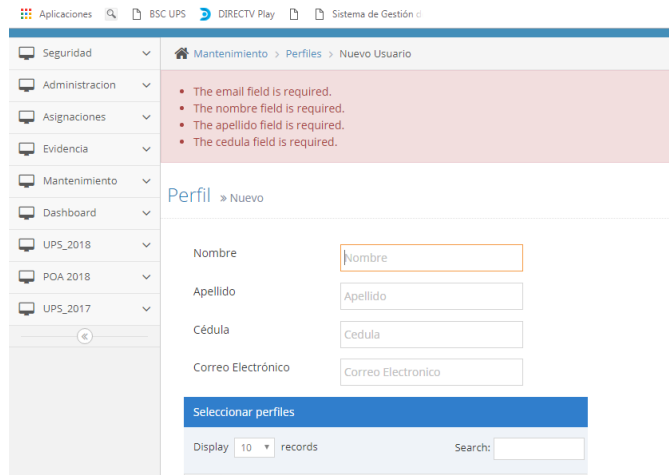 Aplicaciones BSC UPS DIRECTV Play Sistema de Gestión d
Seguridad
Administracion
Asignaciones
Evidencia
Mantenimiento
Dashboard
UPS_2018
POA 2018
UPS_2017
Mantenimiento > Perfiles > Nuevo Usuario
• The email field is required.
• The nombre field is required.
• The apellido field is required.
• The cedula field is required.
Perfil » Nuevo
Nombre Nombre
Apellido Apellido
Cédula Cedula
Correo Electrónico Correo Electronico
Seleccionar perfiles
Display 10 records Search: